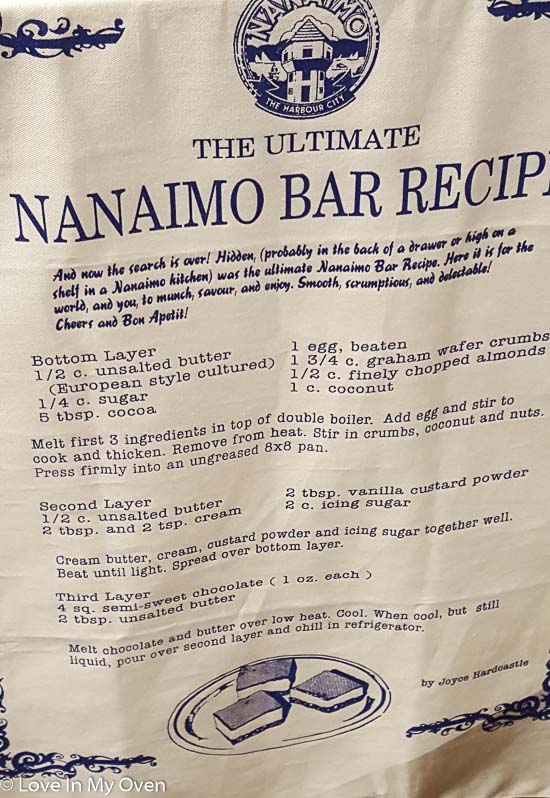 NANAIMO
THE HARBOUR CITY
THE ULTIMATE
NANAIMO BAR RECIP
And now the search is over! Hidden, (probably in the back of a drawer or high on a
shelf in a Nanaimo kitchen) was the ultimate Nanaimo Bar Recipe. Here it is for the
world, and you, to munch, savour, and enjoy. Smooth, scrumptious, and delectable!
Cheers and Bon Apetit!
Bottom Layer
1/2 c. unsalted butter
(European style cultured)
1/4 c. sugar
5 tbsp. cocoa
1 egg, beaten
1 3/4 c. graham wafer crumbs
1/2 c. finely chopped almonds
1 c. coconut
Melt first 3 ingredients in top of double boiler. Add egg and stir to
cook and thicken. Remove from heat. Stir in crumbs, coconut and nuts.
Press firmly into an ungreased 8x8 pan.
Second Layer
1/2 c. unsalted butter
2 tbsp. and 2 tsp. cream
2 tbsp. vanilla custard powder
2 c. icing sugar
Cream butter, cream, custard powder and icing sugar together well.
Beat until light. Spread over bottom layer.
Third Layer
4 sq. semi-sweet chocolate ( 1 oz. each )
2 tbsp. unsalted butter
Melt chocolate and butter over low heat. Cool. When cool, but still
liquid, pour over second layer and chill in refrigerator.
by Joyce Hardcastle
© Love In My Oven